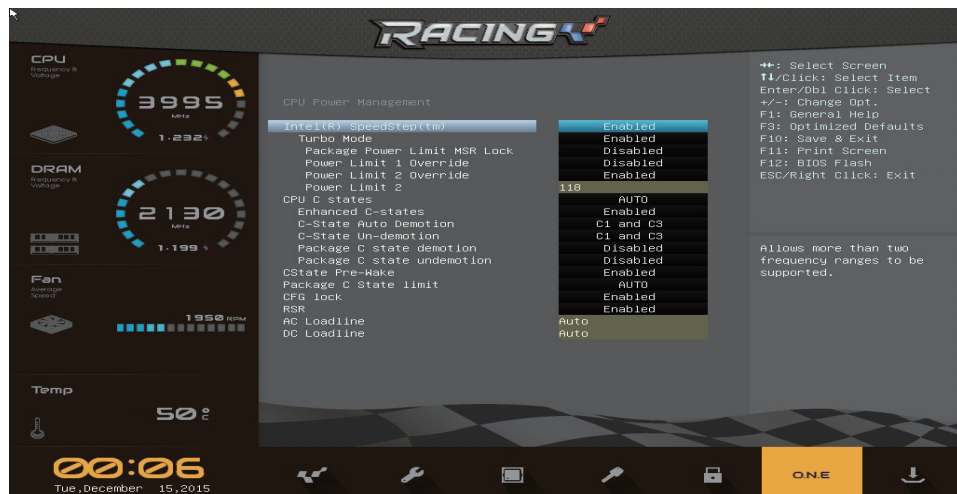 RACING
CPU
Frequency &
Voltage
3995
MHz
1.232
DRAM
Frequency &
Voltage
2130
MHz
1.199
Fan
Average
Speed
1950 RPM
Temp
50 °C
00:06
Tue,December 15,2015
CPU Power Management
Intel(R) SpeedStep(tm) Enabled
Turbo Mode Enabled
Package Power Limit MSR Lock Disabled
Power Limit 1 Override Disabled
Power Limit 2 Override Enabled
Power Limit 2 118
CPU C states AUTO
Enhanced C-states Enabled
C-State Auto Demotion C1 and C3
C-State Un-demotion C1 and C3
Package C state demotion Disabled
Package C state undemotion Disabled
CState Pre-Wake Enabled
Package C State limit AUTO
CFG lock Enabled
RSR Enabled
AC Loadline Auto
DC Loadline Auto
→←: Select Screen
↑↓/Click: Select Item
Enter/Dbl Click: Select
+/-: Change Opt.
F1: General Help
F3: Optimized Defaults
F10: Save & Exit
F11: Print Screen
F12: BIOS Flash
ESC/Right Click: Exit
Allows more than two
frequency ranges to be
supported.
O.N.E